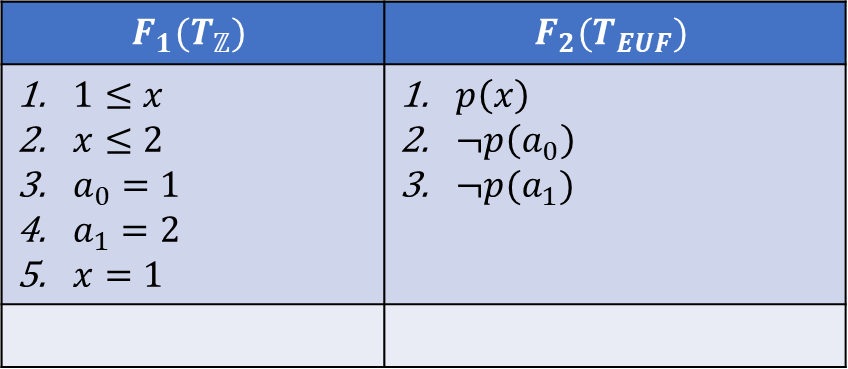 F₁(T_ℤ) F₂(T_EUF)
1. 1 ≤ x
2. x ≤ 2
3. a₀ = 1
4. a₁ = 2
5. x = 1
1. p(x)
2. ¬p(a₀)
3. ¬p(a₁)